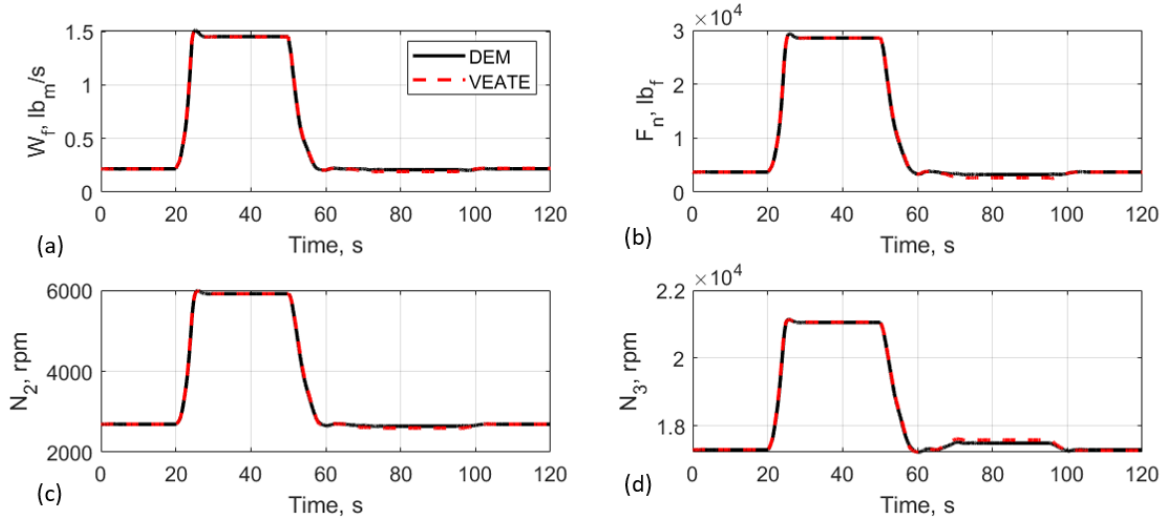 W_f, lb_m/s
1.5
1
0.5
0
DEM
VEATE
0 20 40 60 80 100 120
Time, s
(a)
×10^4
F_n, lb_f
3
2
1
0
0 20 40 60 80 100 120
Time, s
(b)
N_2, rpm
6000
4000
2000
0 20 40 60 80 100 120
Time, s
(c)
×10^4
N_3, rpm
2.2
2
1.8
0 20 40 60 80 100 120
Time, s
(d)